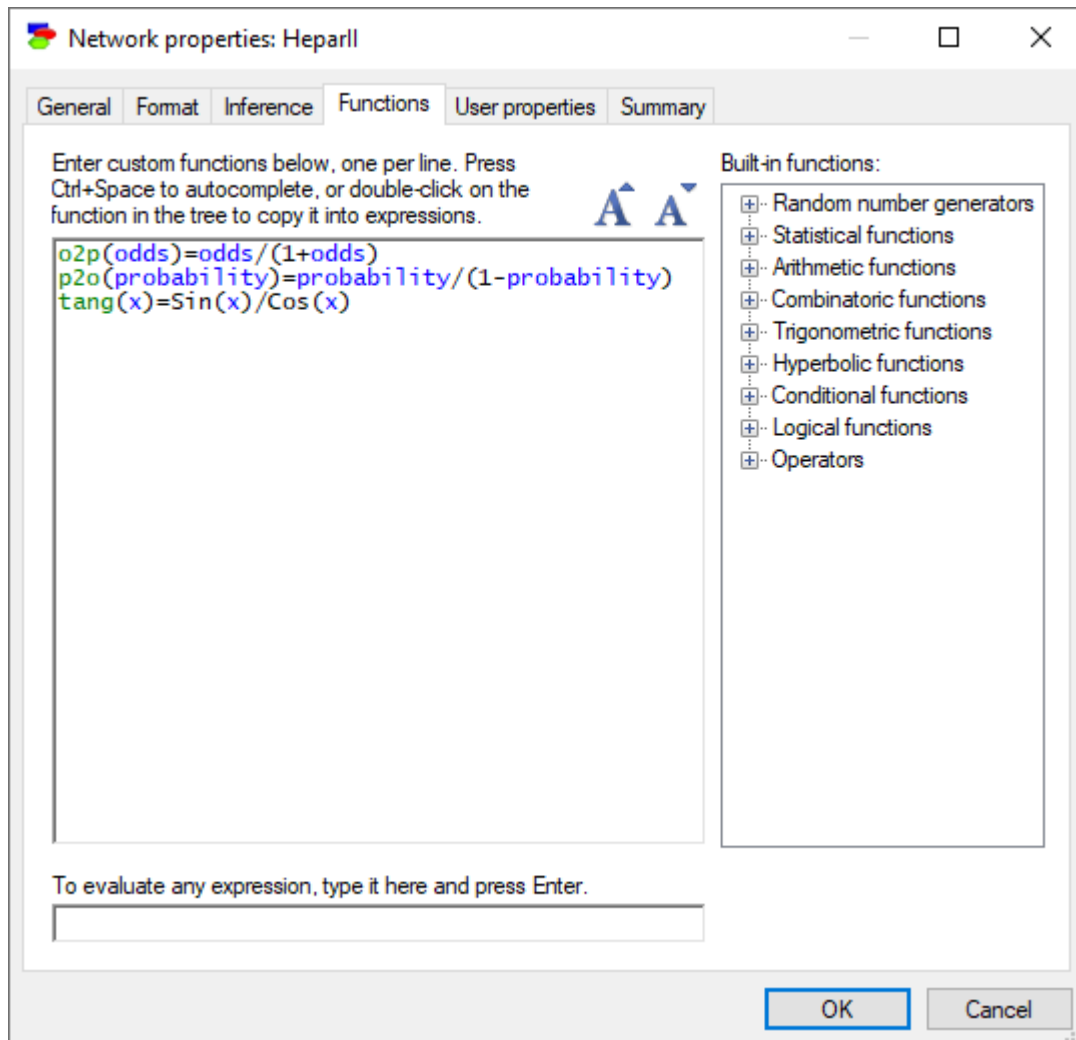 Network properties: HeparII
General Format Inference Functions User properties Summary
Enter custom functions below, one per line. Press
Ctrl+Space to autocomplete, or double-click on the
function in the tree to copy it into expressions.
A A
o2p(odds)=odds/(1+odds)
p2o(probability)=probability/(1-probability)
tang(x)=Sin(x)/Cos(x)
Built-in functions:
Random number generators
Statistical functions
Arithmetic functions
Combinatoric functions
Trigonometric functions
Hyperbolic functions
Conditional functions
Logical functions
Operators
To evaluate any expression, type it here and press Enter.
OK Cancel